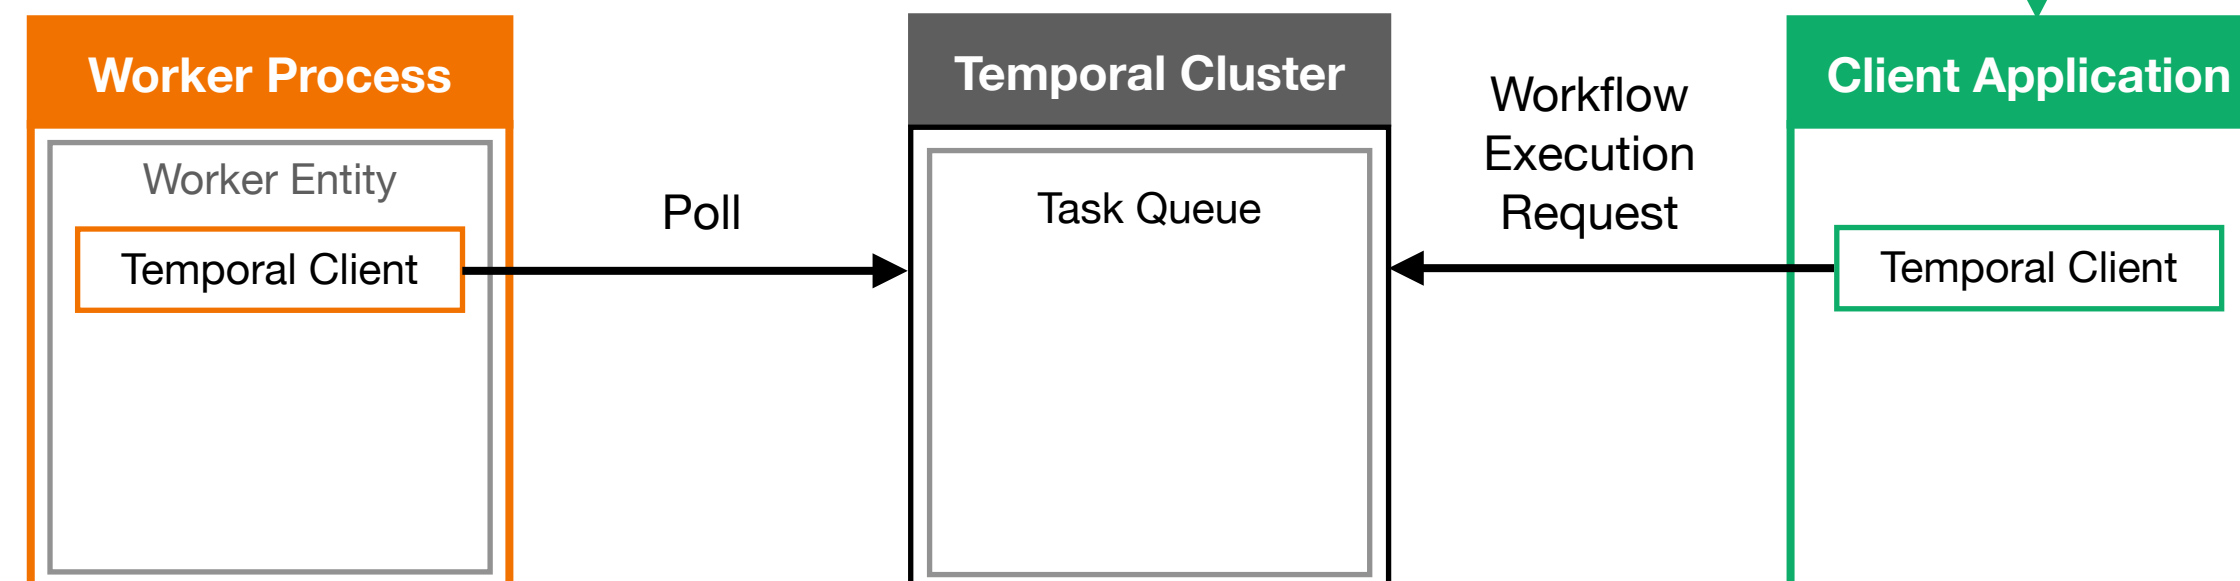 Worker Process
Worker Entity
Temporal Client
Poll
Temporal Cluster
Task Queue
Workflow
Execution
Request
Client Application
Temporal Client